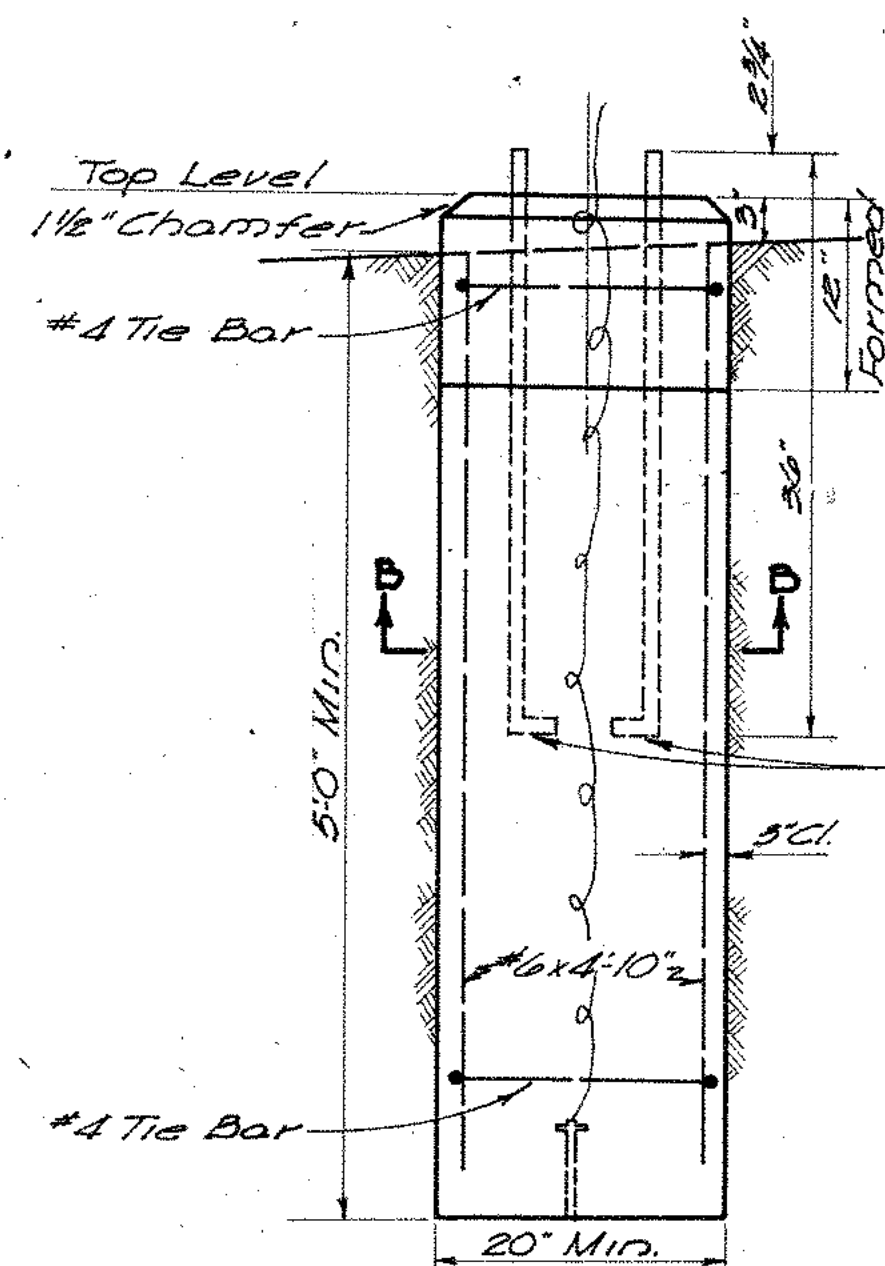 2¾"
Top Level
1½" Chamfer
3"
12"
Formed
#4 Tie Bar
36"
B
B
5'-0" Min.
3" Cl.
#6 x 4'-10"
#4 Tie Bar
20" Min.